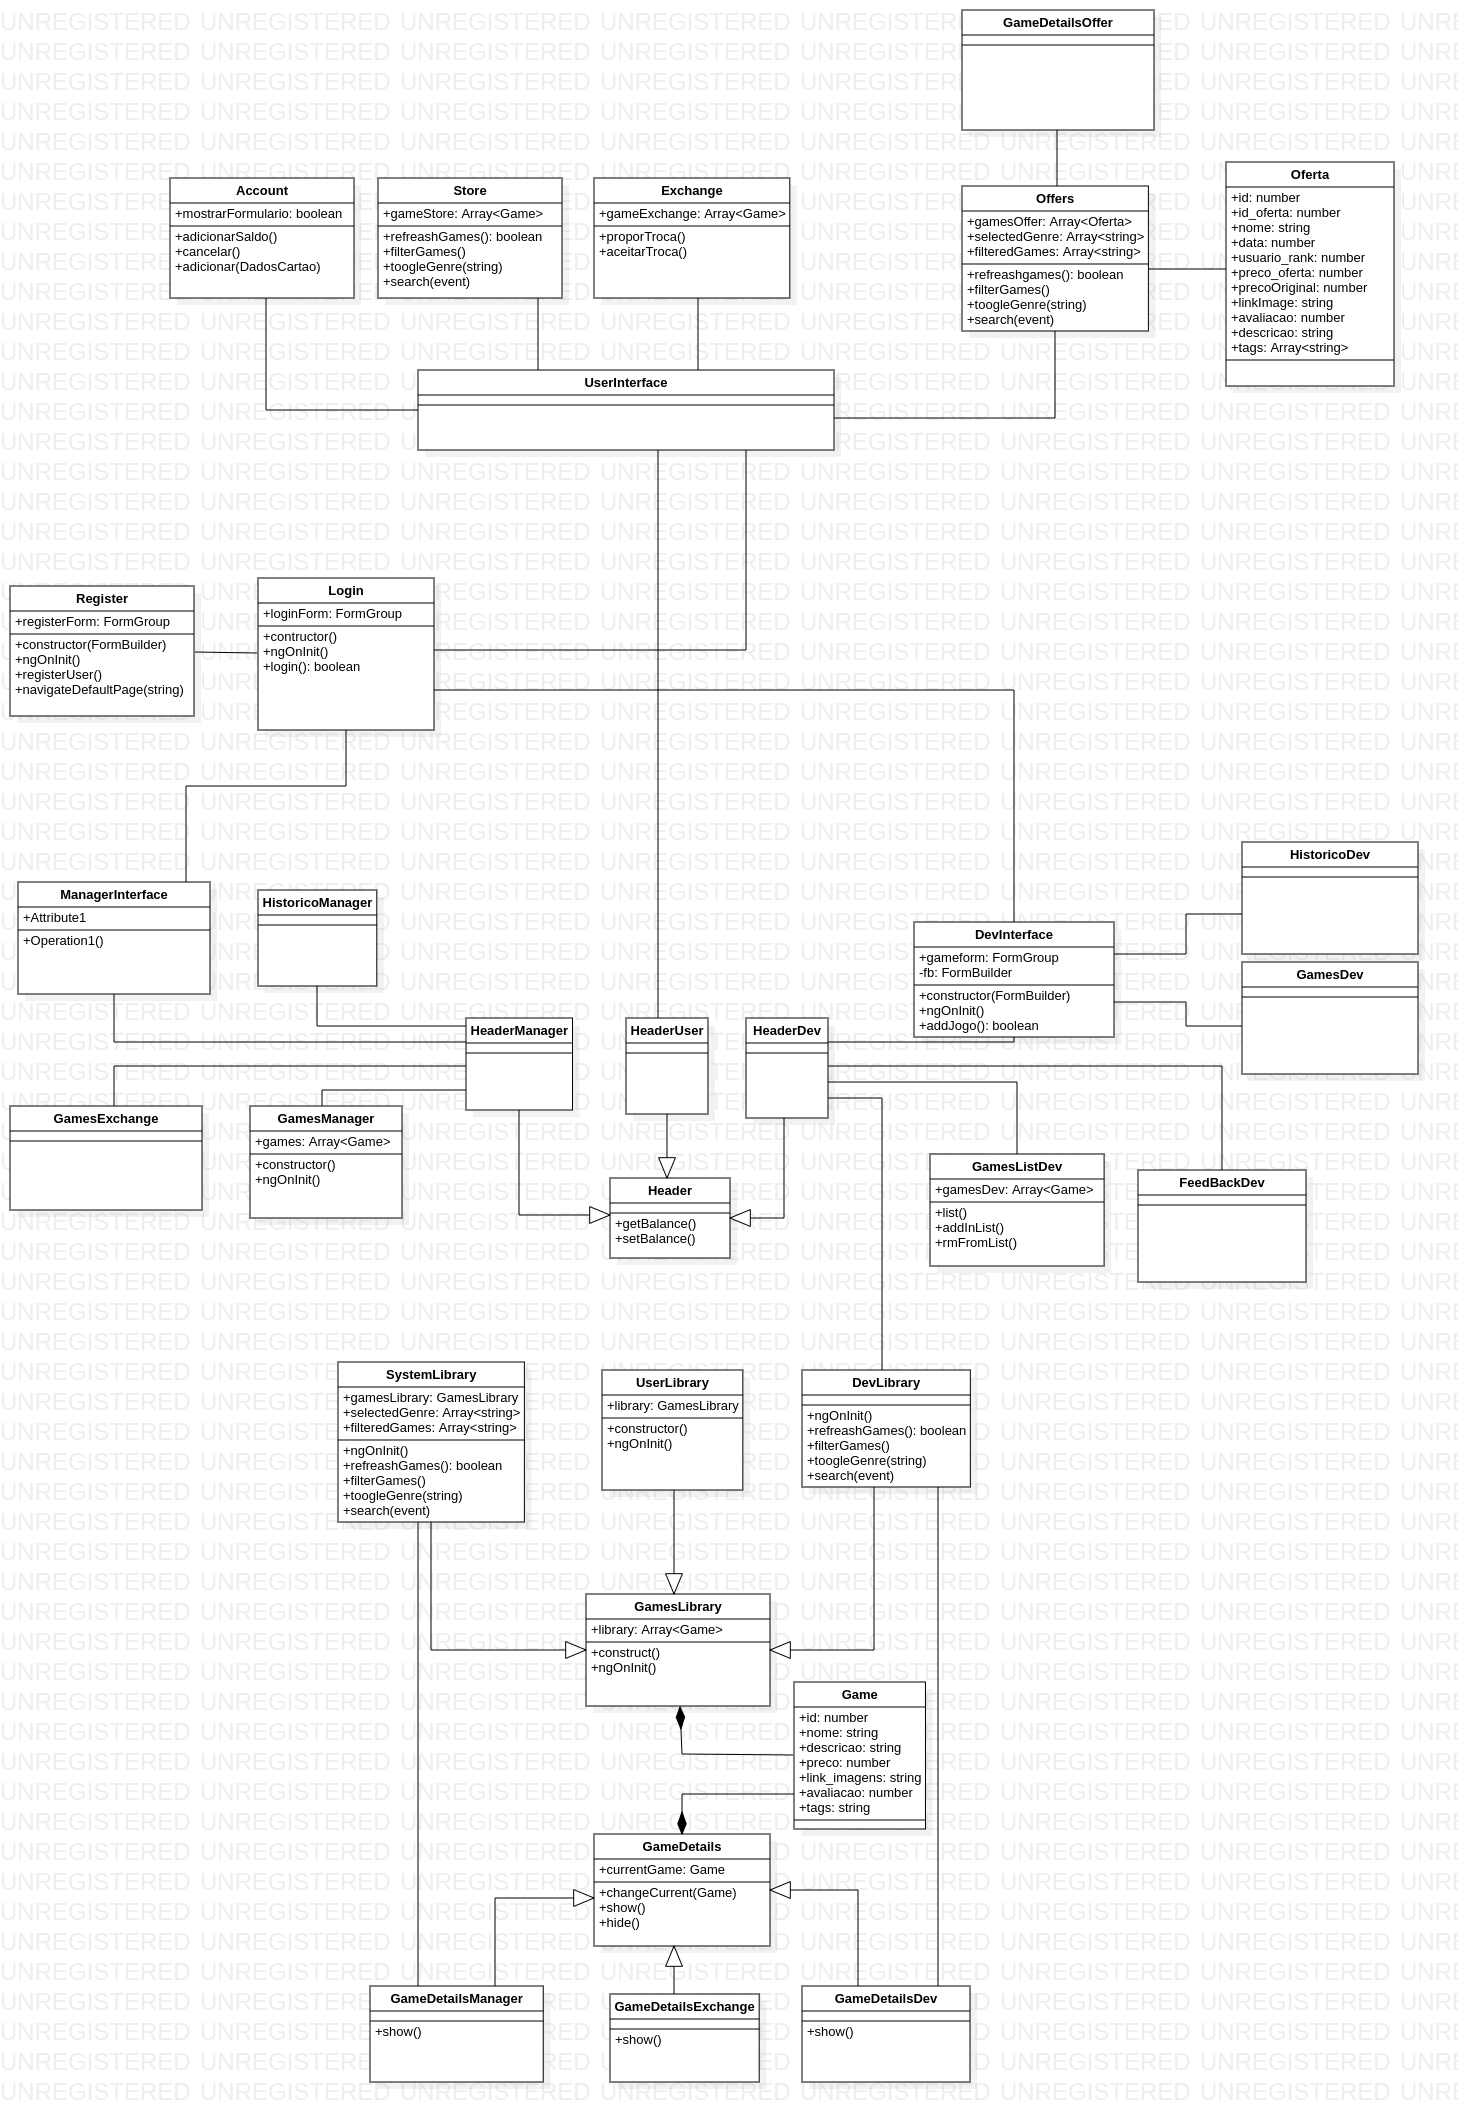 GameDetailsOffer
Account
+mostrarFormulario: boolean
+adicionarSaldo()
+cancelar()
+adicionar(DadosCartao)
Store
+gameStore: Array<Game>
+refreashGames(): boolean
+filterGames()
+toogleGenre(string)
+search(event)
Exchange
+gameExchange: Array<Game>
+proporTroca()
+aceitarTroca()
Offers
+gamesOffer: Array<Oferta>
+selectedGenre: Array<string>
+filteredGames: Array<string>
+refreashgames(): boolean
+filterGames()
+toogleGenre(string)
+search(event)
Oferta
+id: number
+id_oferta: number
+nome: string
+data: number
+usuario_rank: number
+preco_oferta: number
+precoOriginal: number
+linkImage: string
+avaliacao: number
+descricao: string
+tags: Array<string>
UserInterface
Register
+registerForm: FormGroup
+constructor(FormBuilder)
+ngOnInit()
+registerUser()
+navigateDefaultPage(string)
Login
+loginForm: FormGroup
+contructor()
+ngOnInit()
+login(): boolean
ManagerInterface
+Attribute1
+Operation1()
HistoricoManager
HistoricoDev
DevInterface
+gameform: FormGroup
-fb: FormBuilder
+constructor(FormBuilder)
+ngOnInit()
+addJogo(): boolean
GamesDev
HeaderManager
HeaderUser
HeaderDev
GamesExchange
GamesManager
+games: Array<Game>
+constructor()
+ngOnInit()
Header
+getBalance()
+setBalance()
GamesListDev
+gamesDev: Array<Game>
+list()
+addInList()
+rmFromList()
FeedBackDev
SystemLibrary
+gamesLibrary: GamesLibrary
+selectedGenre: Array<string>
+filteredGames: Array<string>
+ngOnInit()
+refreashGames(): boolean
+filterGames()
+toogleGenre(string)
+search(event)
UserLibrary
+library: GamesLibrary
+constructor()
+ngOnInit()
DevLibrary
+ngOnInit()
+refreashGames(): boolean
+filterGames()
+toogleGenre(string)
+search(event)
GamesLibrary
+library: Array<Game>
+construct()
+ngOnInit()
Game
+id: number
+nome: string
+descricao: string
+preco: number
+link_imagens: string
+avaliacao: number
+tags: string
GameDetails
+currentGame: Game
+changeCurrent(Game)
+show()
+hide()
GameDetailsManager
+show()
GameDetailsExchange
+show()
GameDetailsDev
+show()
UNREGISTERED